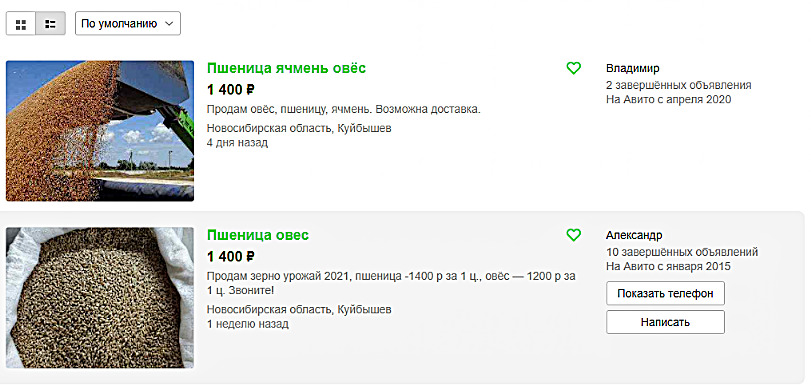 По умолчанию
Пшеница ячмень овёс
1 400 ₽
Продам овёс, пшеницу, ячмень. Возможна доставка.
Новосибирская область, Куйбышев
4 дня назад
Владимир
2 завершённых объявления
На Авито с апреля 2020
Пшеница овес
1 400 ₽
Продам зерно урожай 2021, пшеница -1400 р за 1 ц., овёс — 1200 р за
1 ц. Звоните!
Новосибирская область, Куйбышев
1 неделю назад
Александр
10 завершённых объявлений
На Авито с января 2015
Показать телефон
Написать